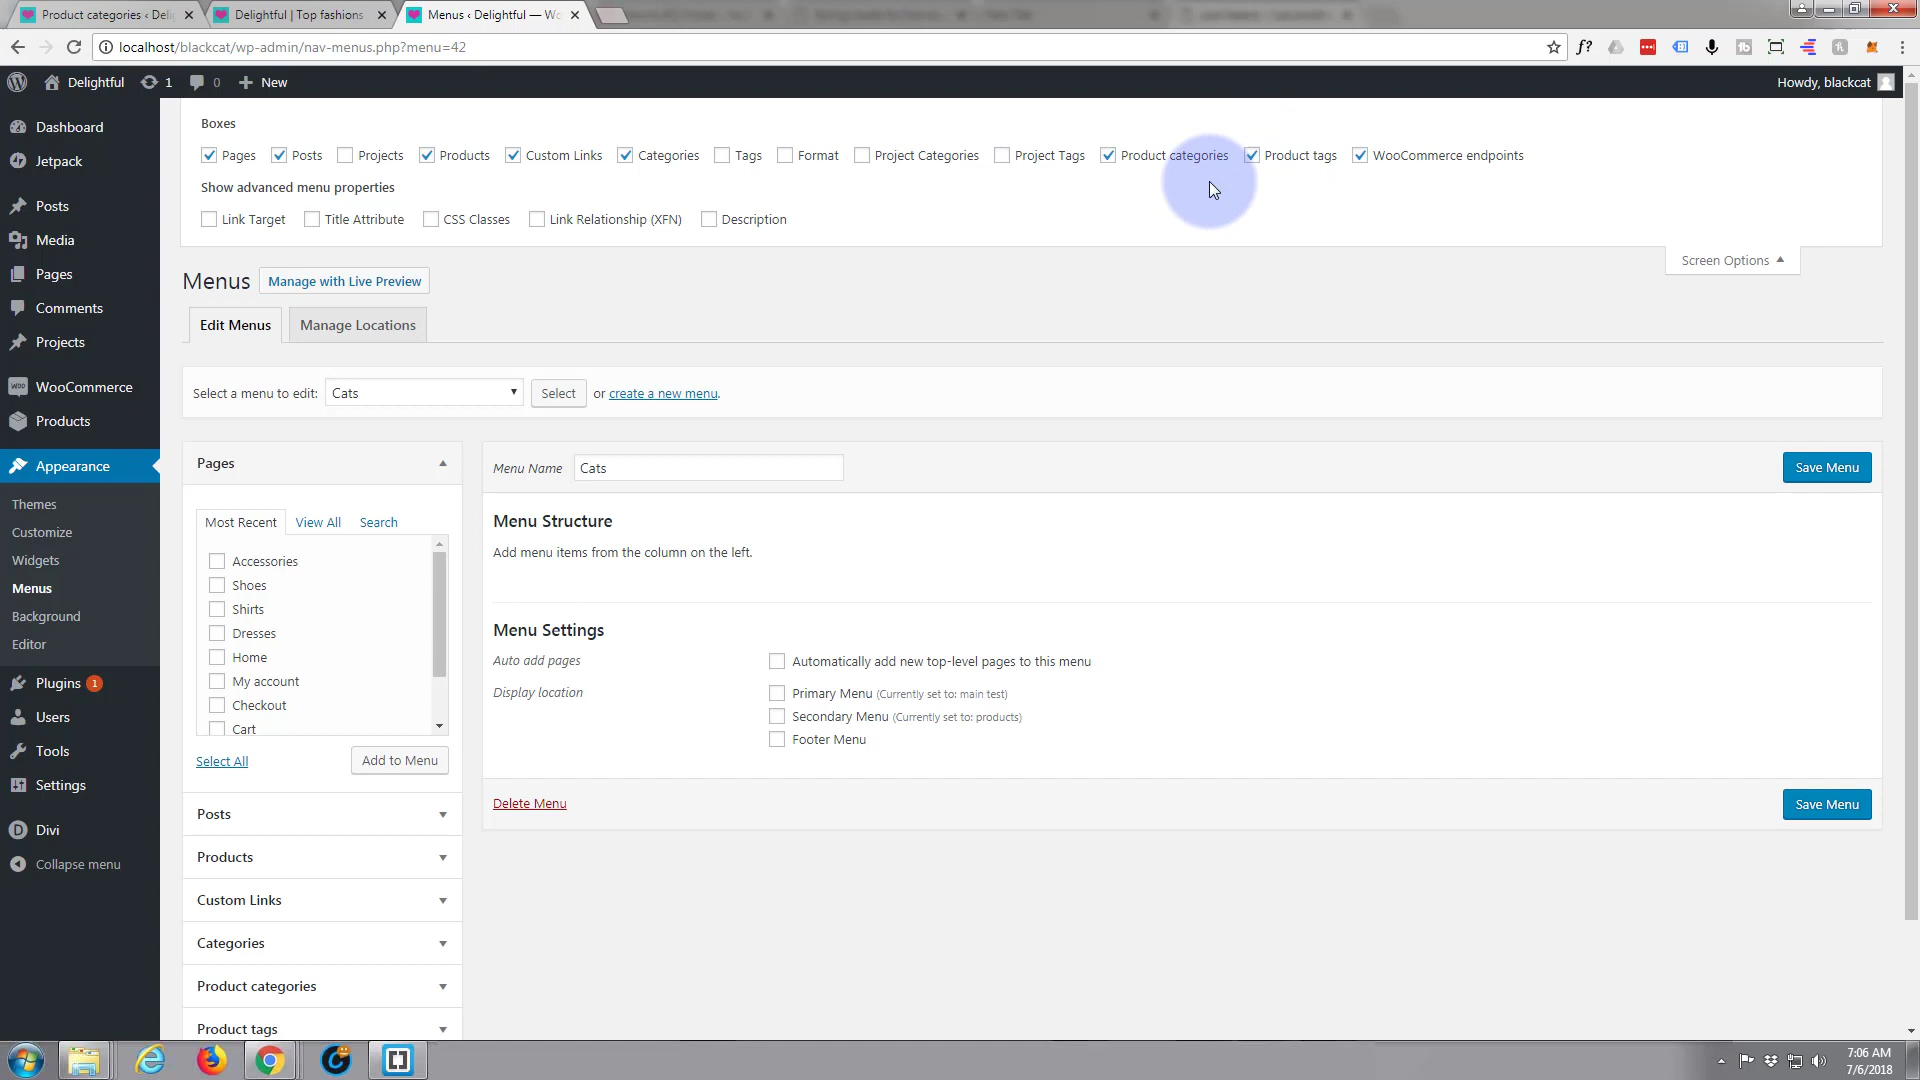 Product categories ‹ Deli
Delightful | Top fashions
Menus ‹ Delightful — Wo
localhost/blackcat/wp-admin/nav-menus.php?menu=42
f?
Delightful 1 0 New
Howdy, blackcat
Dashboard
Jetpack
Posts
Media
Pages
Comments
Projects
WooCommerce
Products
Appearance
Themes
Customize
Widgets
Menus
Background
Editor
Plugins 1
Users
Tools
Settings
Divi
Collapse menu
Boxes
Pages Posts Projects Products Custom Links Categories Tags Format Project Categories Project Tags Product categories Product tags WooCommerce endpoints
Show advanced menu properties
Link Target Title Attribute CSS Classes Link Relationship (XFN) Description
Screen Options
Menus Manage with Live Preview
Edit Menus Manage Locations
Select a menu to edit: Cats Select or create a new menu.
Pages
Most Recent View All Search
Accessories
Shoes
Shirts
Dresses
Home
My account
Checkout
Cart
Select All Add to Menu
Posts
Products
Custom Links
Categories
Product categories
Product tags
Menu Name Cats Save Menu
Menu Structure
Add menu items from the column on the left.
Menu Settings
Auto add pages Automatically add new top-level pages to this menu
Display location Primary Menu (Currently set to: main test)
Secondary Menu (Currently set to: products)
Footer Menu
Delete Menu Save Menu
7:06 AM
7/6/2018